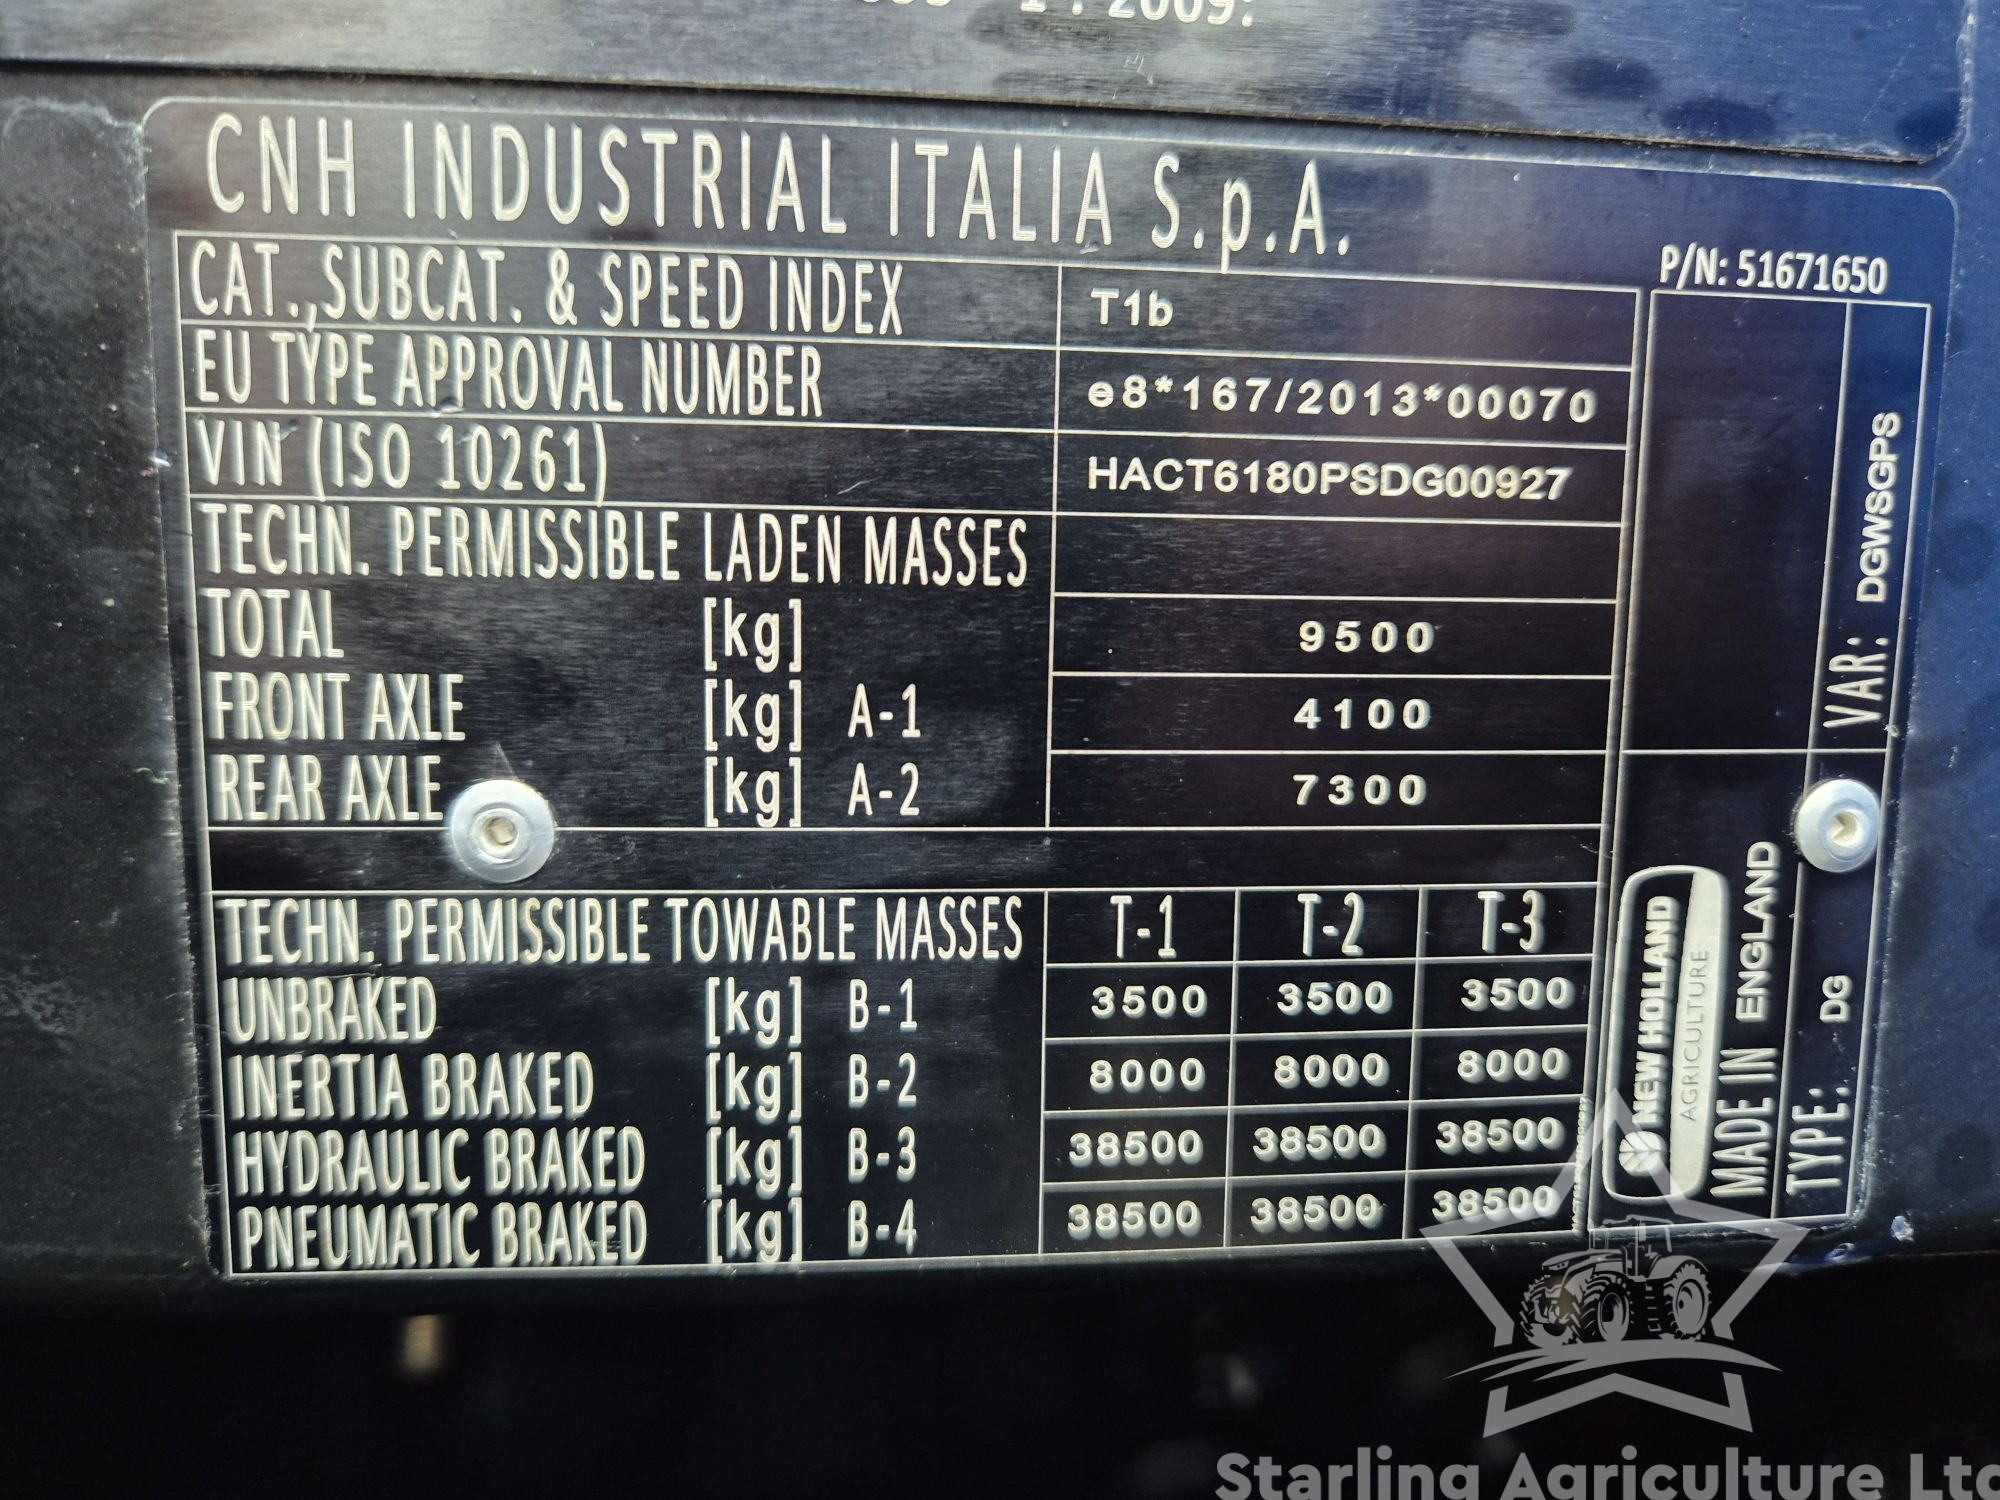 1 : 2009:
CNH INDUSTRIAL ITALIA S.p.A.
P/N: 51671650
CAT.,SUBCAT. & SPEED INDEX T1b
EU TYPE APPROVAL NUMBER e8*167/2013*00070
VIN (ISO 10261) HACT6180PSDG00927
TECHN. PERMISSIBLE LADEN MASSES
TOTAL [kg] 9500
FRONT AXLE [kg] A-1 4100
REAR AXLE [kg] A-2 7300
TECHN. PERMISSIBLE TOWABLE MASSES T-1 T-2 T-3
UNBRAKED [kg] B-1 3500 3500 3500
INERTIA BRAKED [kg] B-2 8000 8000 8000
HYDRAULIC BRAKED [kg] B-3 38500 38500 38500
PNEUMATIC BRAKED [kg] B-4 38500 38500 38500
NEW HOLLAND
AGRICULTURE
MADE IN ENGLAND
TYPE: DG
VAR: DGWSGPS
Starling Agriculture Ltd